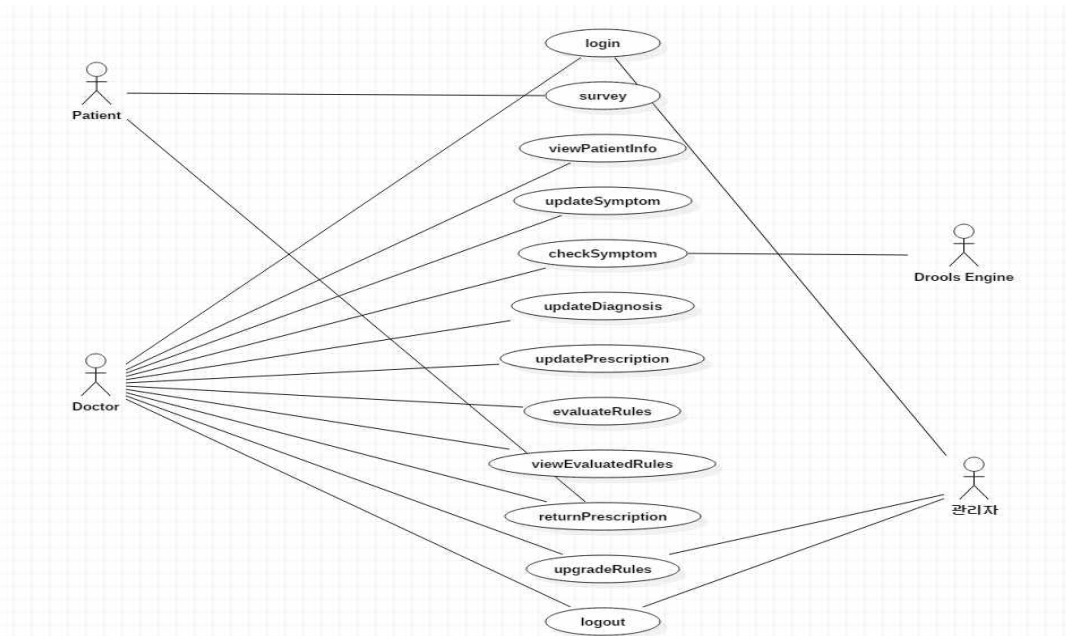 login
survey
Patient
viewPatientInfo
updateSymptom
checkSymptom
Drools Engine
updateDiagnosis
updatePrescription
Doctor
evaluateRules
viewEvaluatedRules
관리자
returnPrescription
upgradeRules
logout